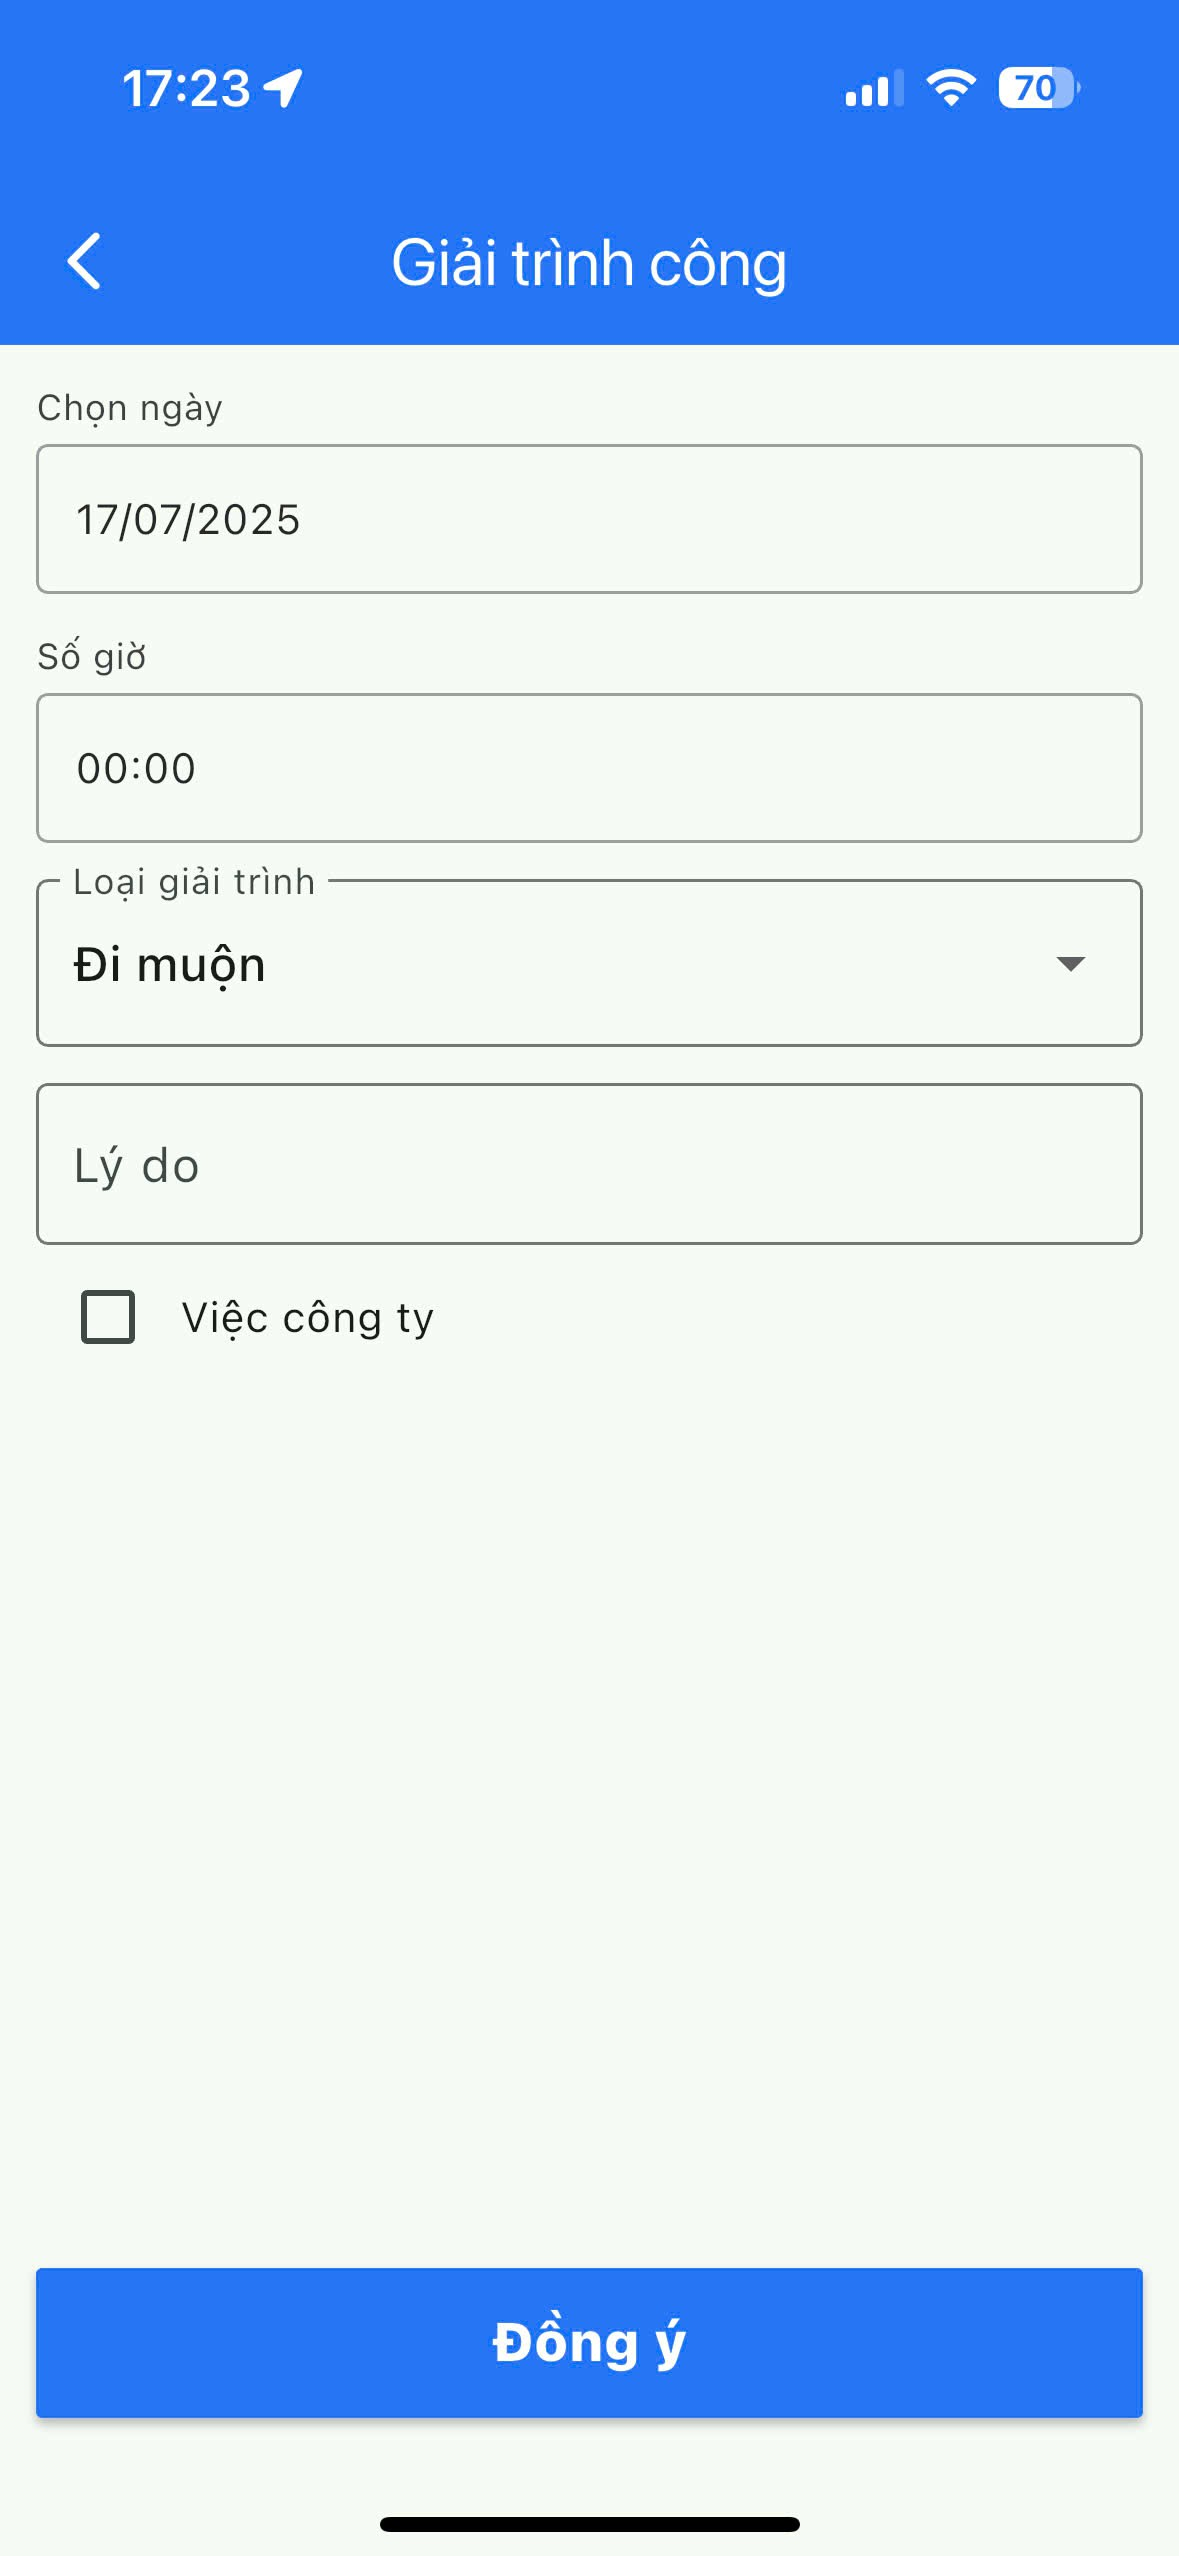 17:23
70
Giải trình công
Chọn ngày
17/07/2025
Số giờ
00:00
Loại giải trình
Đi muộn
Lý do
Việc công ty
Đồng ý